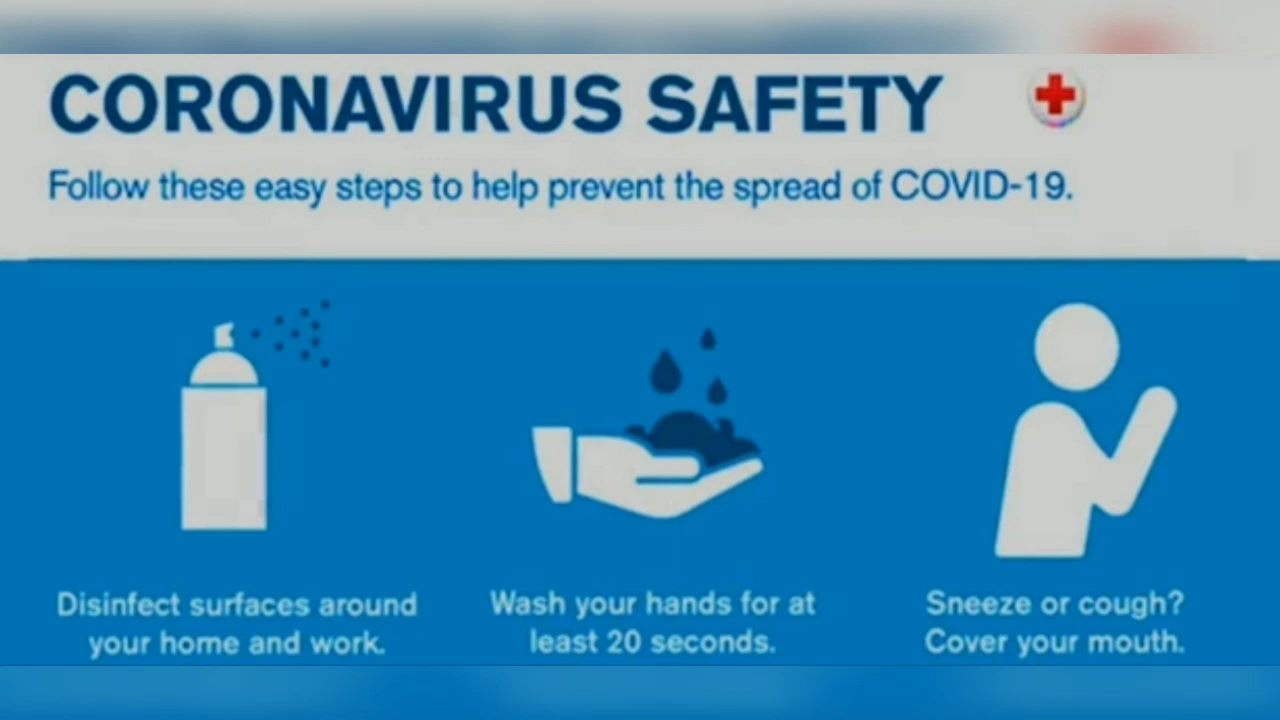 CORONAVIRUS SAFETY
Follow these easy steps to help prevent the spread of COVID-19.
Disinfect surfaces around
your home and work.
Wash your hands for at
least 20 seconds.
Sneeze or cough?
Cover your mouth.